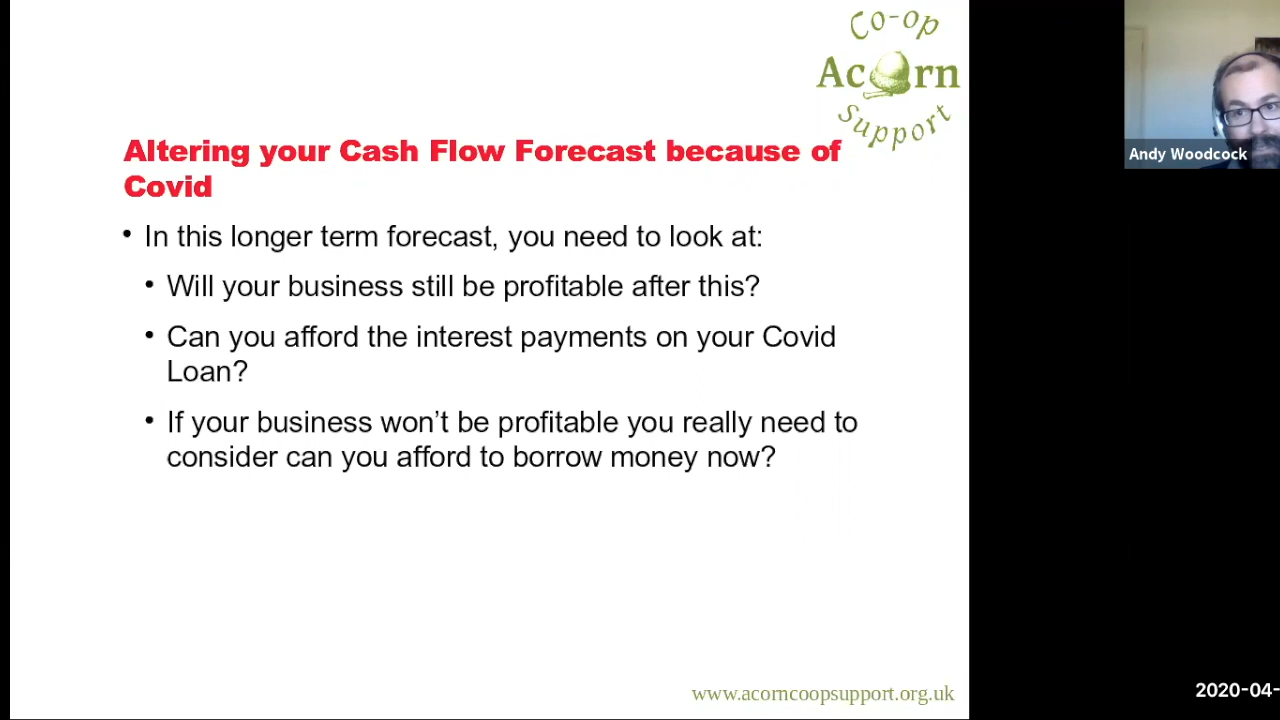 Co-op
Acorn
Support
Altering your Cash Flow Forecast because of
Covid
• In this longer term forecast, you need to look at:
• Will your business still be profitable after this?
• Can you afford the interest payments on your Covid
Loan?
• If your business won’t be profitable you really need to
consider can you afford to borrow money now?
www.acorncoopsupport.org.uk
Andy Woodcock
2020-04-